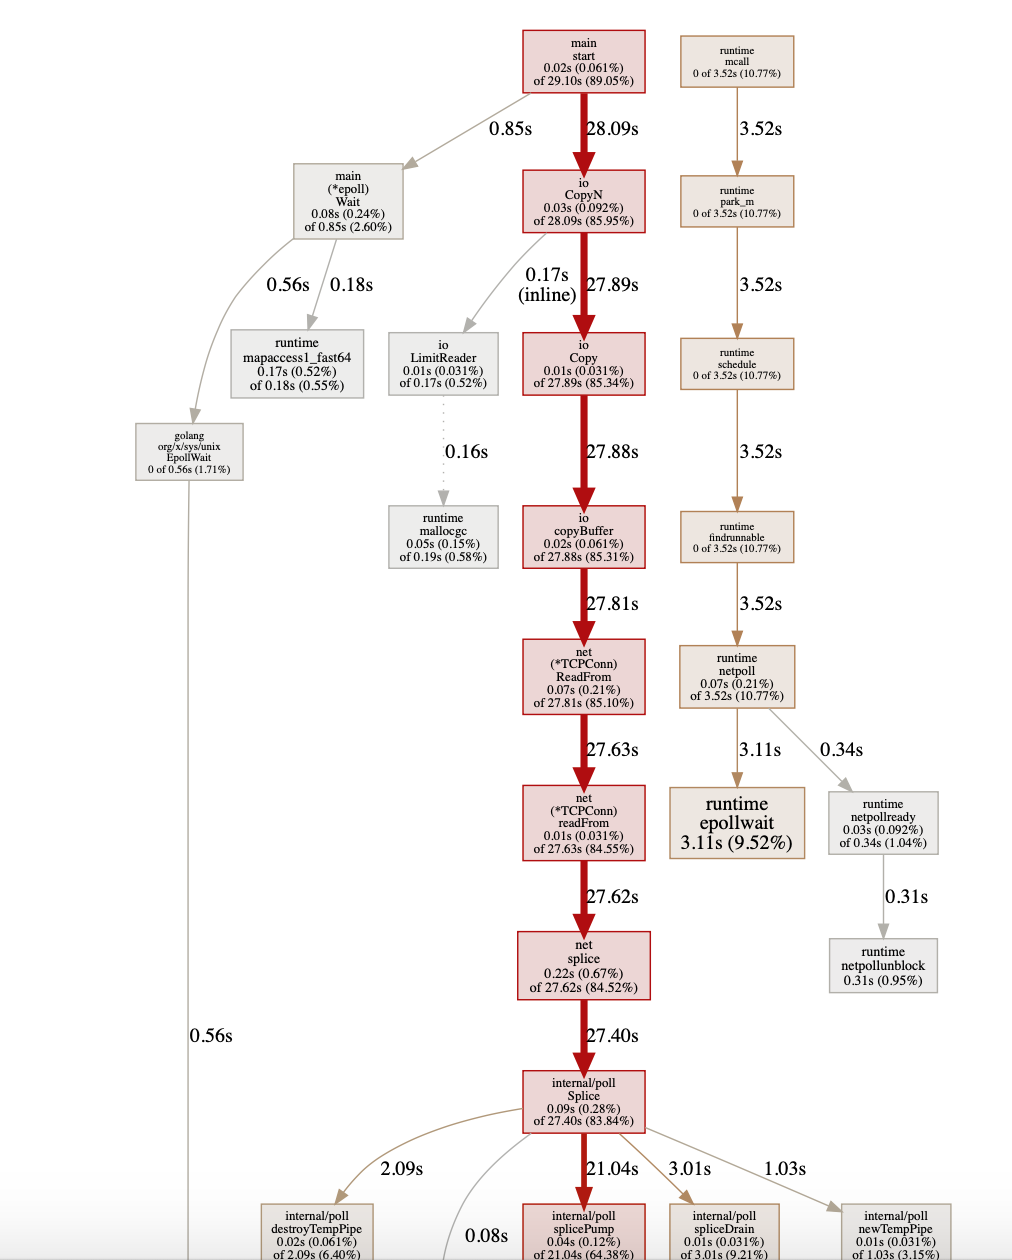 main
start
0.02s (0.061%)
of 29.10s (89.05%)
runtime
mcall
0 of 3.52s (10.77%)
0.85s
28.09s
3.52s
main
(*epoll)
Wait
0.08s (0.24%)
of 0.85s (2.60%)
io
CopyN
0.03s (0.092%)
of 28.09s (85.95%)
runtime
park_m
0 of 3.52s (10.77%)
0.56s
0.18s
0.17s
(inline)
27.89s
3.52s
runtime
mapaccess1_fast64
0.17s (0.52%)
of 0.18s (0.55%)
io
LimitReader
0.01s (0.031%)
of 0.17s (0.52%)
io
Copy
0.01s (0.031%)
of 27.89s (85.34%)
runtime
schedule
0 of 3.52s (10.77%)
golang
org/x/sys/unix
EpollWait
0 of 0.56s (1.71%)
0.16s
27.88s
3.52s
runtime
mallocgc
0.05s (0.15%)
of 0.19s (0.58%)
io
copyBuffer
0.02s (0.061%)
of 27.88s (85.31%)
runtime
findrunnable
0 of 3.52s (10.77%)
27.81s
3.52s
net
(*TCPConn)
ReadFrom
0.07s (0.21%)
of 27.81s (85.10%)
runtime
netpoll
0.07s (0.21%)
of 3.52s (10.77%)
27.63s
3.11s
0.34s
net
(*TCPConn)
readFrom
0.01s (0.031%)
of 27.63s (84.55%)
runtime
epollwait
3.11s (9.52%)
runtime
netpollready
0.03s (0.092%)
of 0.34s (1.04%)
27.62s
0.31s
net
splice
0.22s (0.67%)
of 27.62s (84.52%)
runtime
netpollunblock
0.31s (0.95%)
0.56s
27.40s
internal/poll
Splice
0.09s (0.28%)
of 27.40s (83.84%)
2.09s
21.04s
3.01s
1.03s
0.08s
internal/poll
destroyTempPipe
0.02s (0.061%)
of 2.09s (6.40%)
internal/poll
splicePump
0.04s (0.12%)
of 21.04s (64.38%)
internal/poll
spliceDrain
0.01s (0.031%)
of 3.01s (9.21%)
internal/poll
newTempPipe
0.01s (0.031%)
of 1.03s (3.15%)